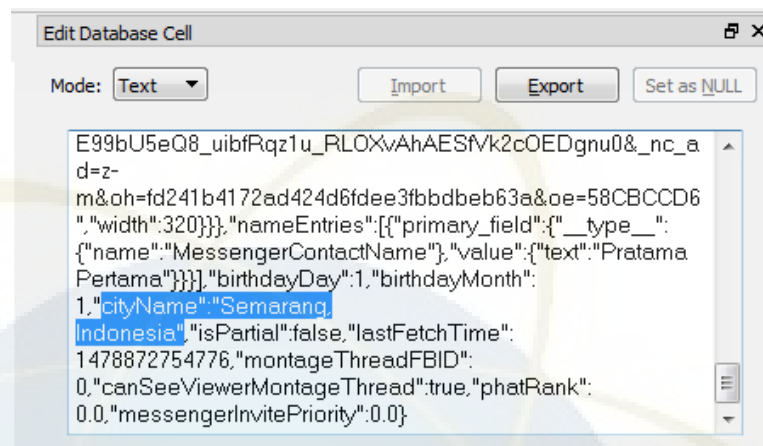 Edit Database Cell
Mode: Text Import Export Set as NULL
E99bU5eQ8_uibfRqz1u_RLOXvAhAESfVk2cOEDgnu0&_nc_a
d=z-
m&oh=fd241b4172ad424d6fdee3fbbdbeb63a&oe=58CBCCD6
","width":320}}},"nameEntries":[{"primary_field":{"__type__":
{"name":"MessengerContactName"},"value":{"text":"Pratama
Pertama"}}}],"birthdayDay":1,"birthdayMonth":
1,"cityName":"Semarang,
Indonesia","isPartial":false,"lastFetchTime":
1478872754776,"montageThreadFBID":
0,"canSeeViewerMontageThread":true,"phatRank":
0.0,"messengerInvitePriority":0.0}